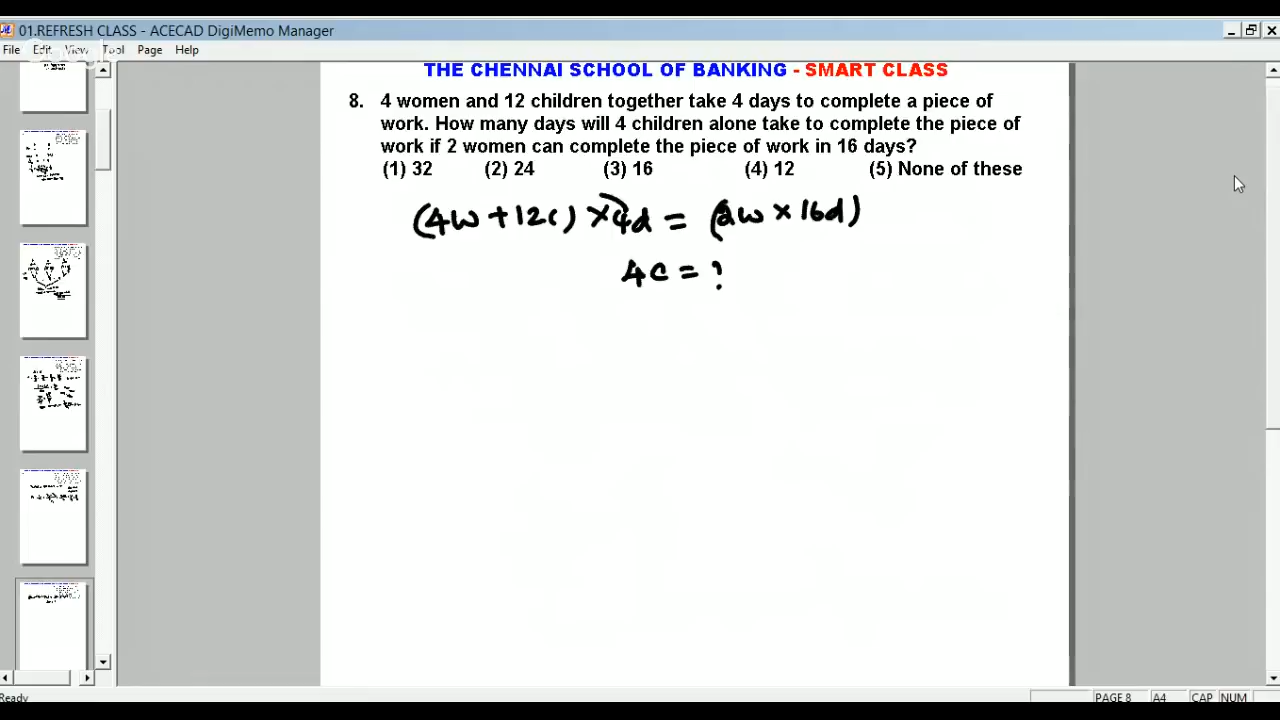 01.REFRESH CLASS - ACECAD DigiMemo Manager
File Edit View Tool Page Help
THE CHENNAI SCHOOL OF BANKING - SMART CLASS
8. 4 women and 12 children together take 4 days to complete a piece of
work. How many days will 4 children alone take to complete the piece of
work if 2 women can complete the piece of work in 16 days?
(1) 32 (2) 24 (3) 16 (4) 12 (5) None of these
(4w + 12c) × 4d = (2w × 16d)
4c = ?
Ready PAGE 8 A4 CAP NUM